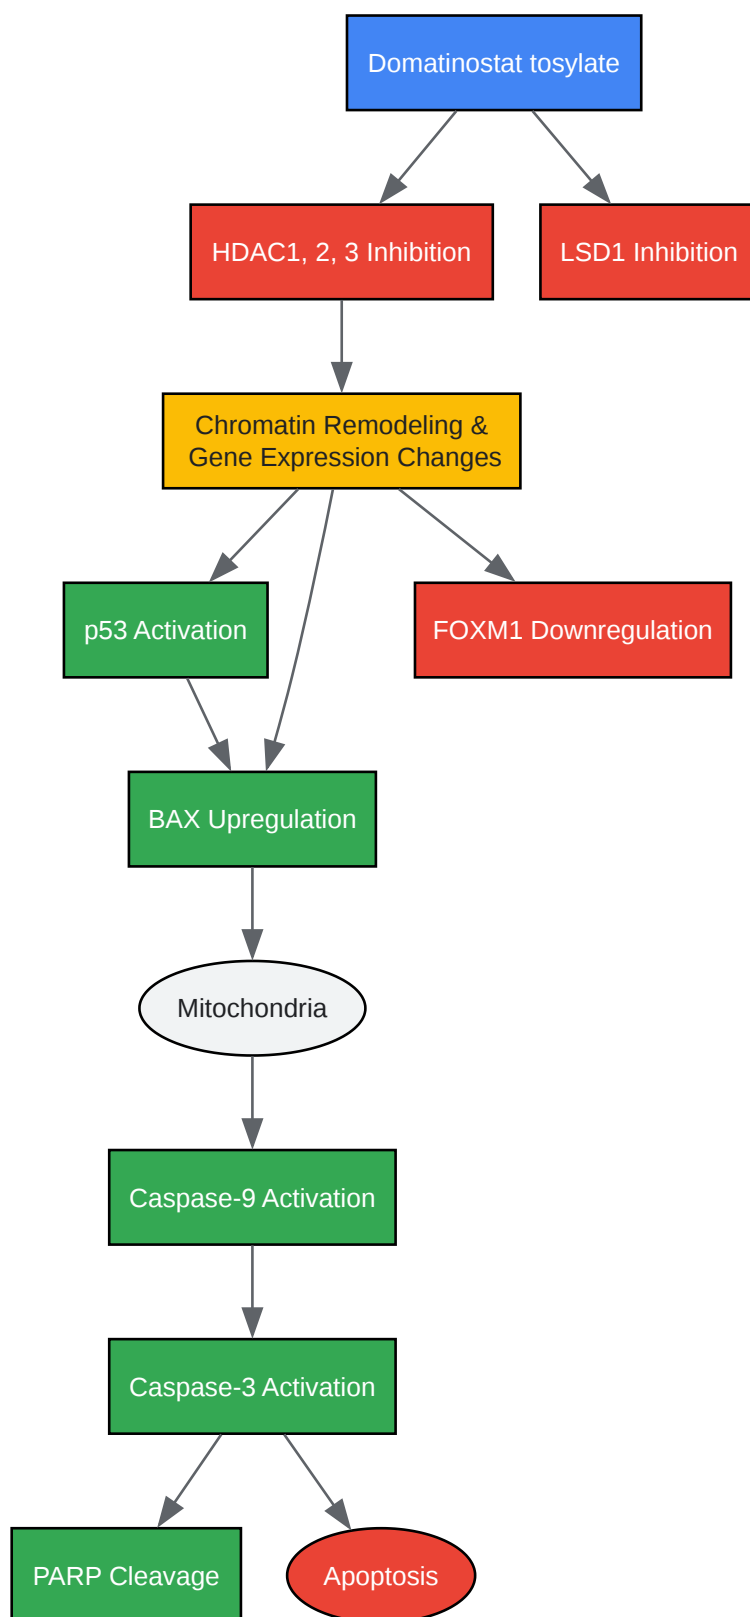 Domatinostat tosylate
HDAC1, 2, 3 Inhibition
LSD1 Inhibition
Chromatin Remodeling &
Gene Expression Changes
p53 Activation
FOXM1 Downregulation
BAX Upregulation
Mitochondria
Caspase-9 Activation
Caspase-3 Activation
PARP Cleavage
Apoptosis